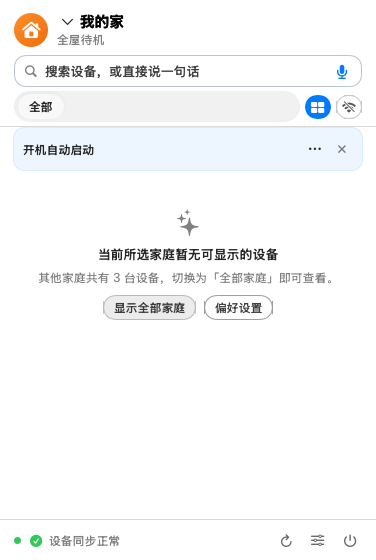 我的家
全屋待机
搜索设备，或直接说一句话
全部
开机自动启动
当前所选家庭暂无可显示的设备
其他家庭共有 3 台设备，切换为「全部家庭」即可查看。
显示全部家庭
偏好设置
设备同步正常